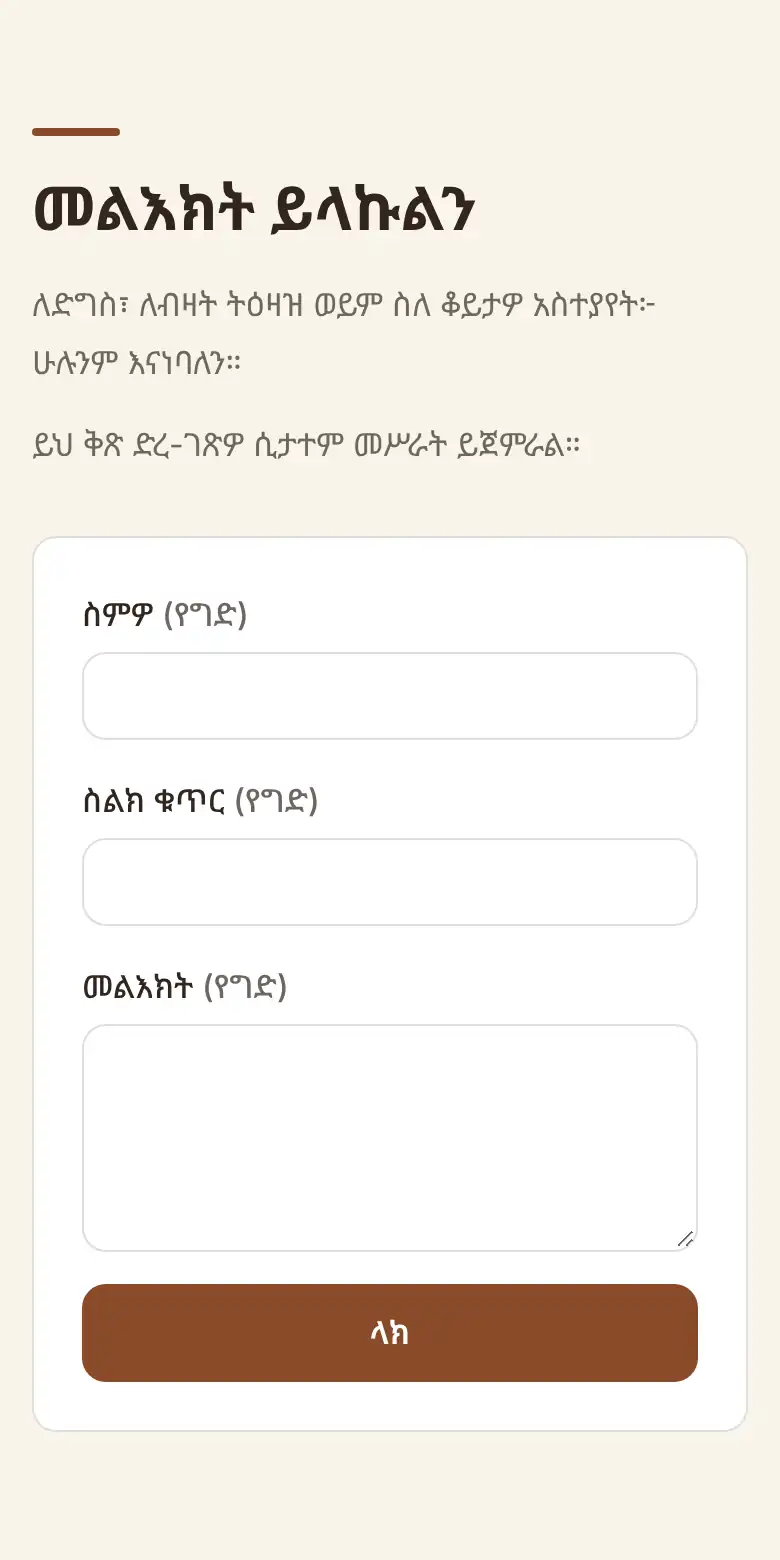 መልእክት ይላኩልን
ለድግስ፣ ለብዛት ትዕዛዝ ወይም ስለ ቆይታዎ አስተያየት፦
ሁሉንም እናነባለን።
ይህ ቅጽ ድረ-ገጽዎ ሲታተም መሥራት ይጀምራል።
ስምዎ (የግድ)
ስልክ ቁጥር (የግድ)
መልእክት (የግድ)
ላክ